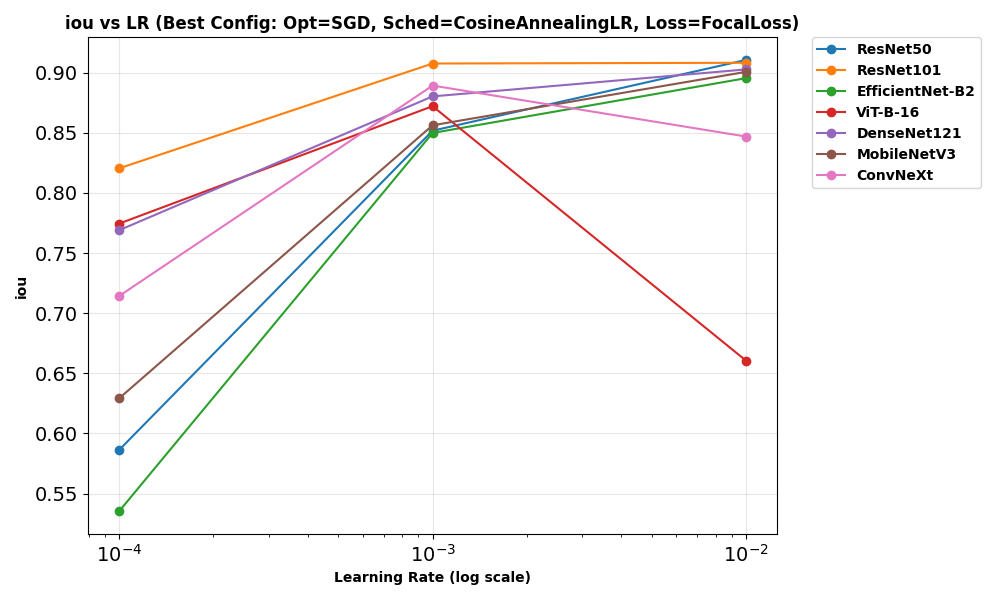 iou vs LR (Best Config: Opt=SGD, Sched=CosineAnnealingLR, Loss=FocalLoss)
ResNet50
ResNet101
EfficientNet-B2
ViT-B-16
DenseNet121
MobileNetV3
ConvNeXt
iou
0.90
0.85
0.80
0.75
0.70
0.65
0.60
0.55
10⁻⁴
10⁻³
10⁻²
Learning Rate (log scale)